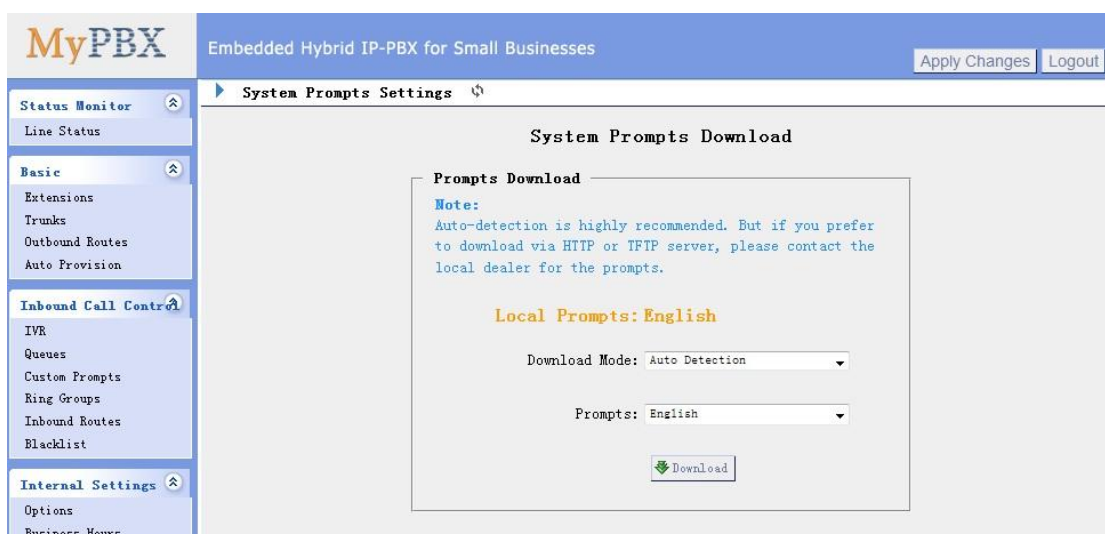 MyPBX
Embedded Hybrid IP-PBX for Small Businesses
Apply Changes
Logout
Status Monitor
Line Status
Basic
Extensions
Trunks
Outbound Routes
Auto Provision
Inbound Call Control
IVR
Queues
Custom Prompts
Ring Groups
Inbound Routes
Blacklist
Internal Settings
Options
Business Hours
System Prompts Settings
System Prompts Download
Prompts Download
Note:
Auto-detection is highly recommended. But if you prefer
to download via HTTP or TFTP server, please contact the
local dealer for the prompts.
Local Prompts: English
Download Mode: Auto Detection
Prompts: English
Download